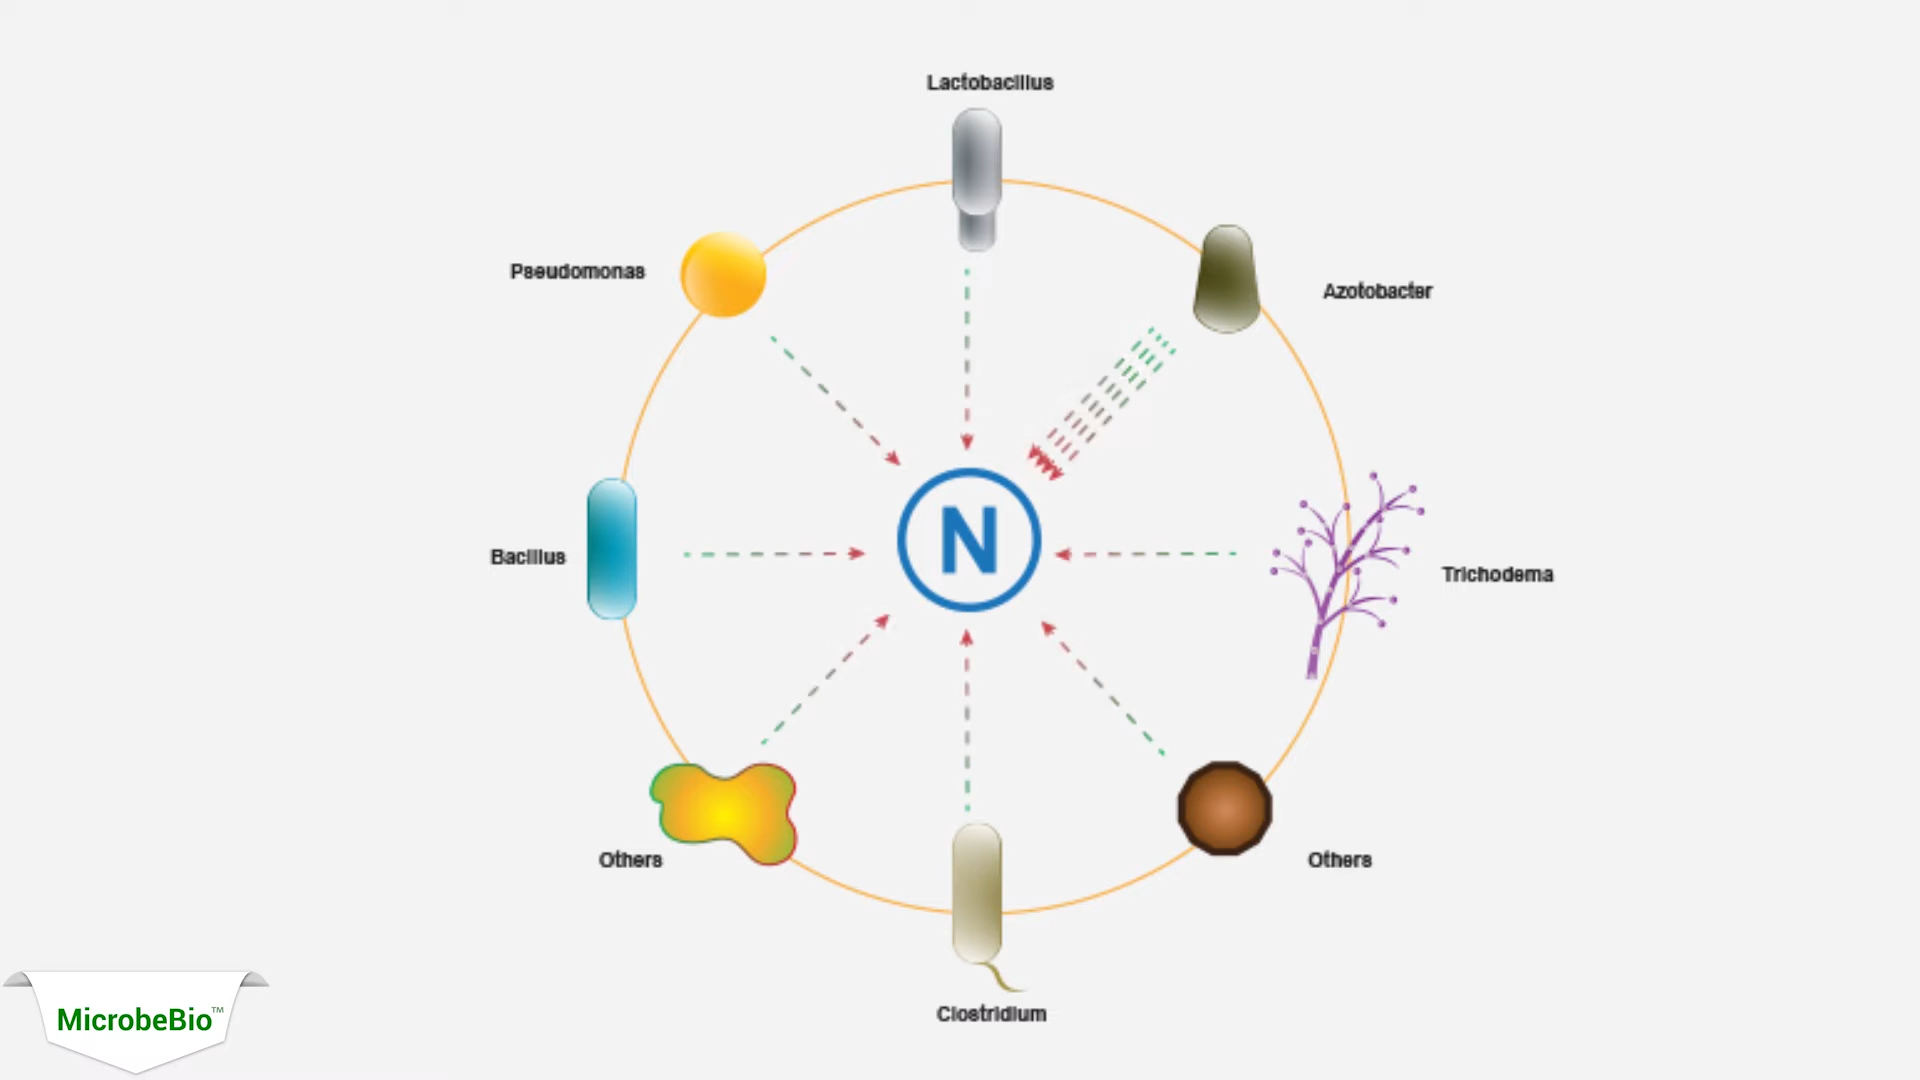 Lactobacillus
Pseudomonas
Azotobacter
N
Bacillus
Trichodema
Others
Others
Clostridium
MicrobeBio™